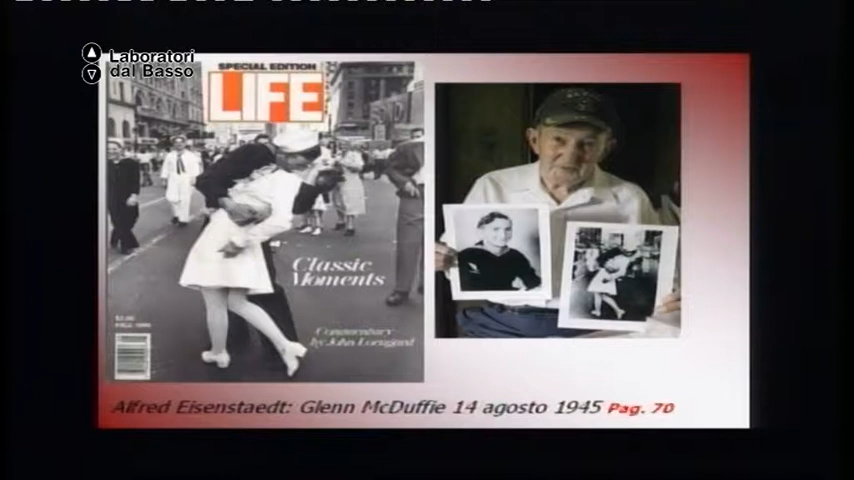 Laboratori
dal Basso
SPECIAL EDITION
LIFE
Classic
Moments
Commentary
by John Loengard
Alfred Eisenstaedt: Glenn McDuffie 14 agosto 1945 Pag. 70